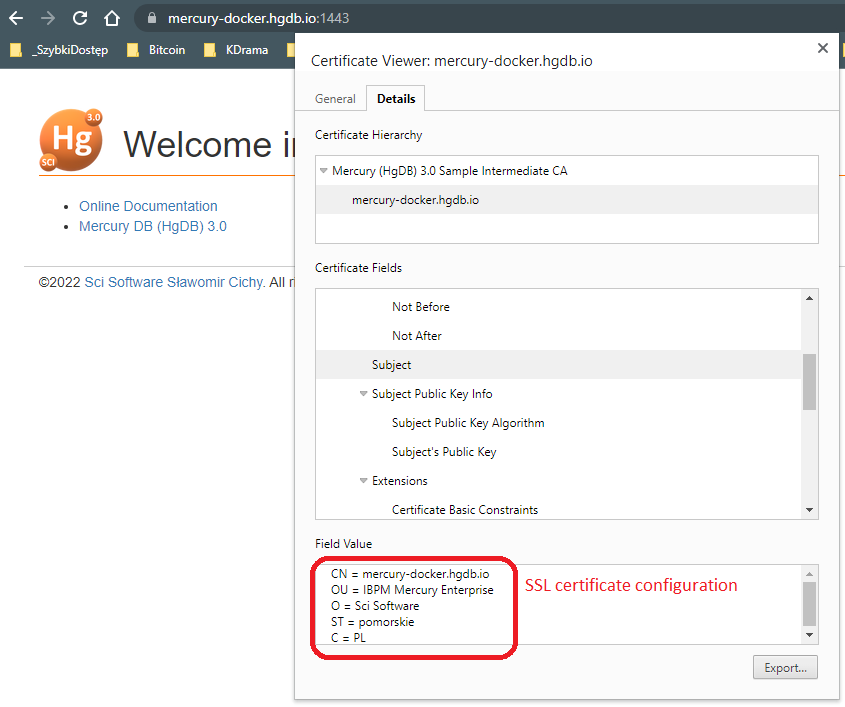 mercury-docker.hgdb.io:1443
_SzybkiDostęp
Bitcoin
KDrama
Certificate Viewer: mercury-docker.hgdb.io
General
Details
Certificate Hierarchy
Mercury (HgDB) 3.0 Sample Intermediate CA
mercury-docker.hgdb.io
3.0
Hg
SCI
Welcome in
Online Documentation
Mercury DB (HgDB) 3.0
©2022 Sci Software Sławomir Cichy. All r
Certificate Fields
Not Before
Not After
Subject
Subject Public Key Info
Subject Public Key Algorithm
Subject's Public Key
Extensions
Certificate Basic Constraints
Field Value
CN = mercury-docker.hgdb.io
OU = IBPM Mercury Enterprise
O = Sci Software
ST = pomorskie
C = PL
SSL certificate configuration
Export...